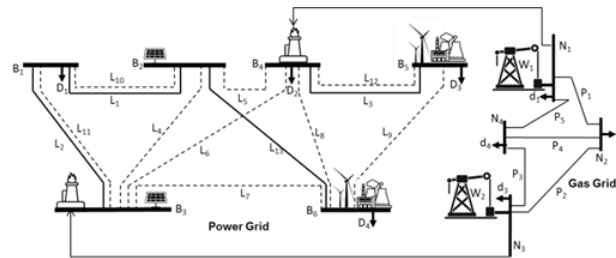 N₁
W₁
B₁
B₂
B₄
B₅
L₁₀
D₁
L₁
L₅
D₂
L₁₂
L₃
D₃
d₁
P₁
P₅
N₄
L₁₁
L₂
L₄
L₆
L₁₃
L₈
L₉
d₄
P₄
N₂
P₃
P₂
Gas Grid
L₇
W₂
d₃
B₃
Power Grid
B₆
D₄
N₃